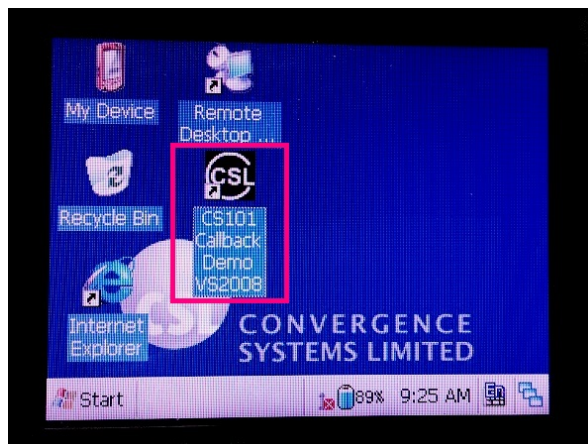 My Device
Remote
Desktop ...
Recycle Bin
CSL
CS101
Callback
Demo
VS2008
Internet
Explorer
CSL
CONVERGENCE
SYSTEMS LIMITED
Start
89%
9:25 AM